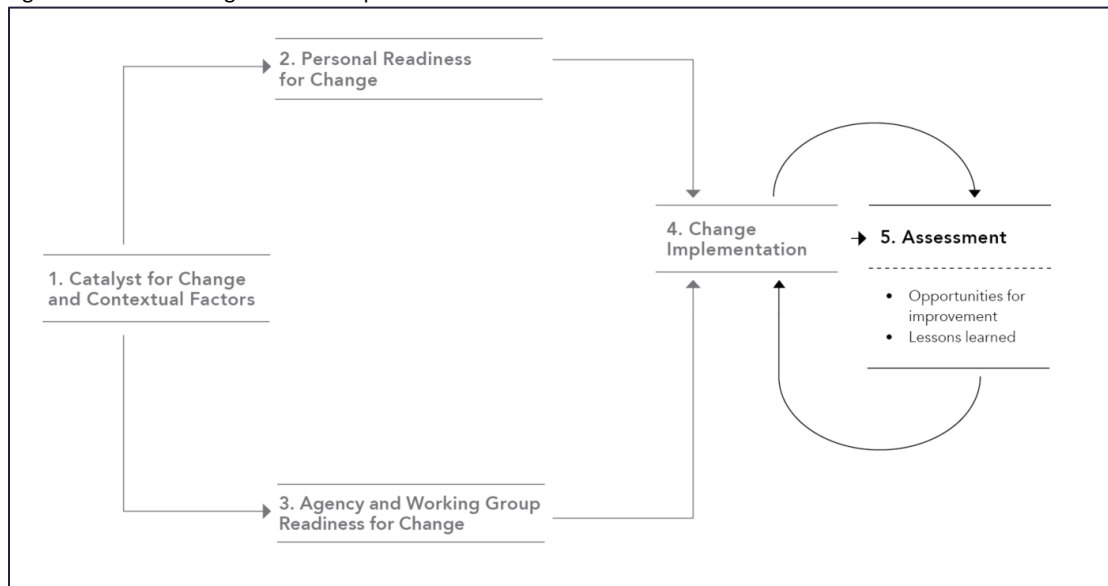 2. Personal Readiness
for Change
4. Change
Implementation
5. Assessment
1. Catalyst for Change
and Contextual Factors
• Opportunities for
improvement
• Lessons learned
3. Agency and Working Group
Readiness for Change